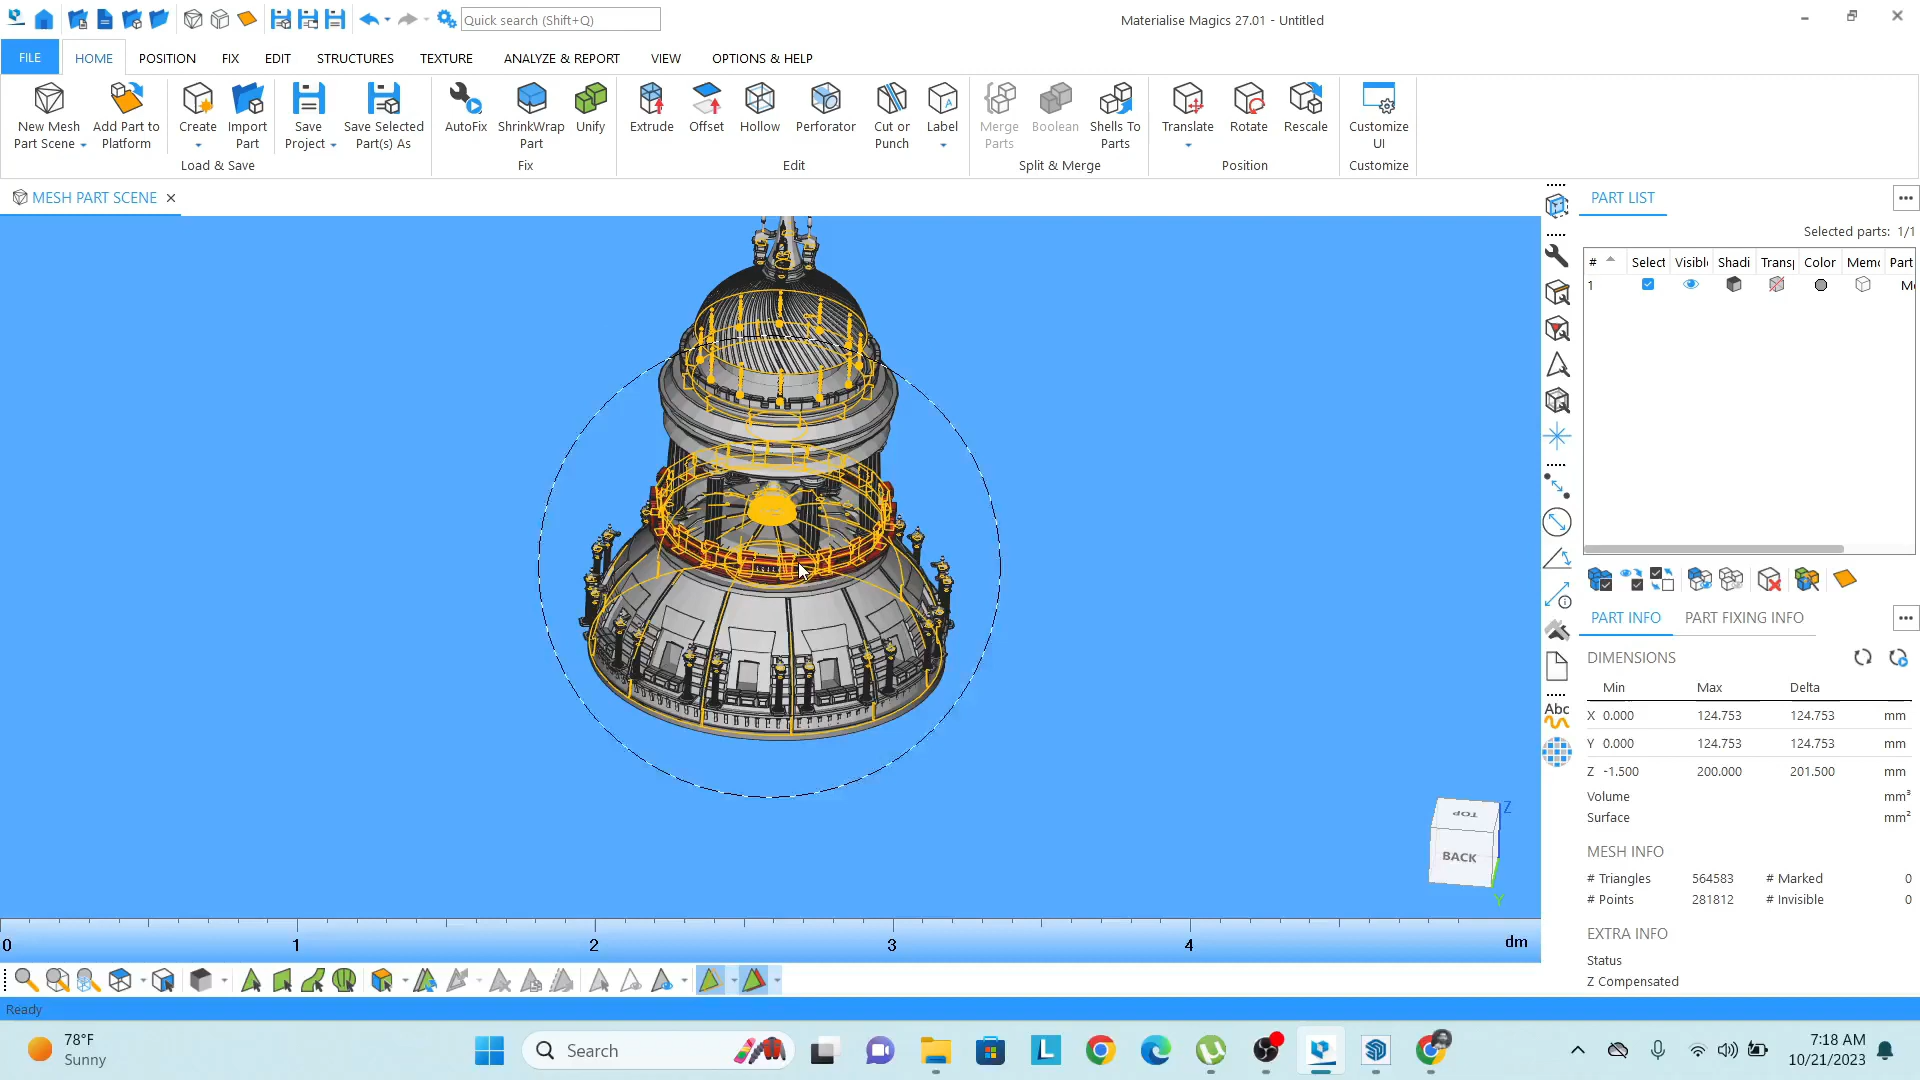 Quick search (Shift+Q)
Materialise Magics 27.01 - Untitled
FILE HOME POSITION FIX EDIT STRUCTURES TEXTURE ANALYZE & REPORT VIEW OPTIONS & HELP
New Mesh Part Scene
Add Part to Platform
Create
Import Part
Save Project
Save Selected Part(s) As
AutoFix
ShrinkWrap Part
Unify
Extrude
Offset
Hollow
Perforator
Cut or Punch
Label
Merge Parts
Boolean
Shells To Parts
Translate
Rotate
Rescale
Customize UI
Load & Save
Fix
Edit
Split & Merge
Position
Customize
MESH PART SCENE
PART LIST
Selected parts: 1/1
# Select Visibl Shadi Trans Color Memo Part
1 Me
PART INFO PART FIXING INFO
DIMENSIONS
Min Max Delta
X 0.000 124.753 124.753 mm
Y 0.000 124.753 124.753 mm
Z -1.500 200.000 201.500 mm
Volume mm³
Surface mm²
MESH INFO
# Triangles 564583 # Marked 0
# Points 281812 # Invisible 0
EXTRA INFO
Status
Z Compensated
Abc
TOP
BACK
Z
Y
0 1 2 3 4 dm
Ready
78°F
Sunny
Search
7:18 AM
10/21/2023